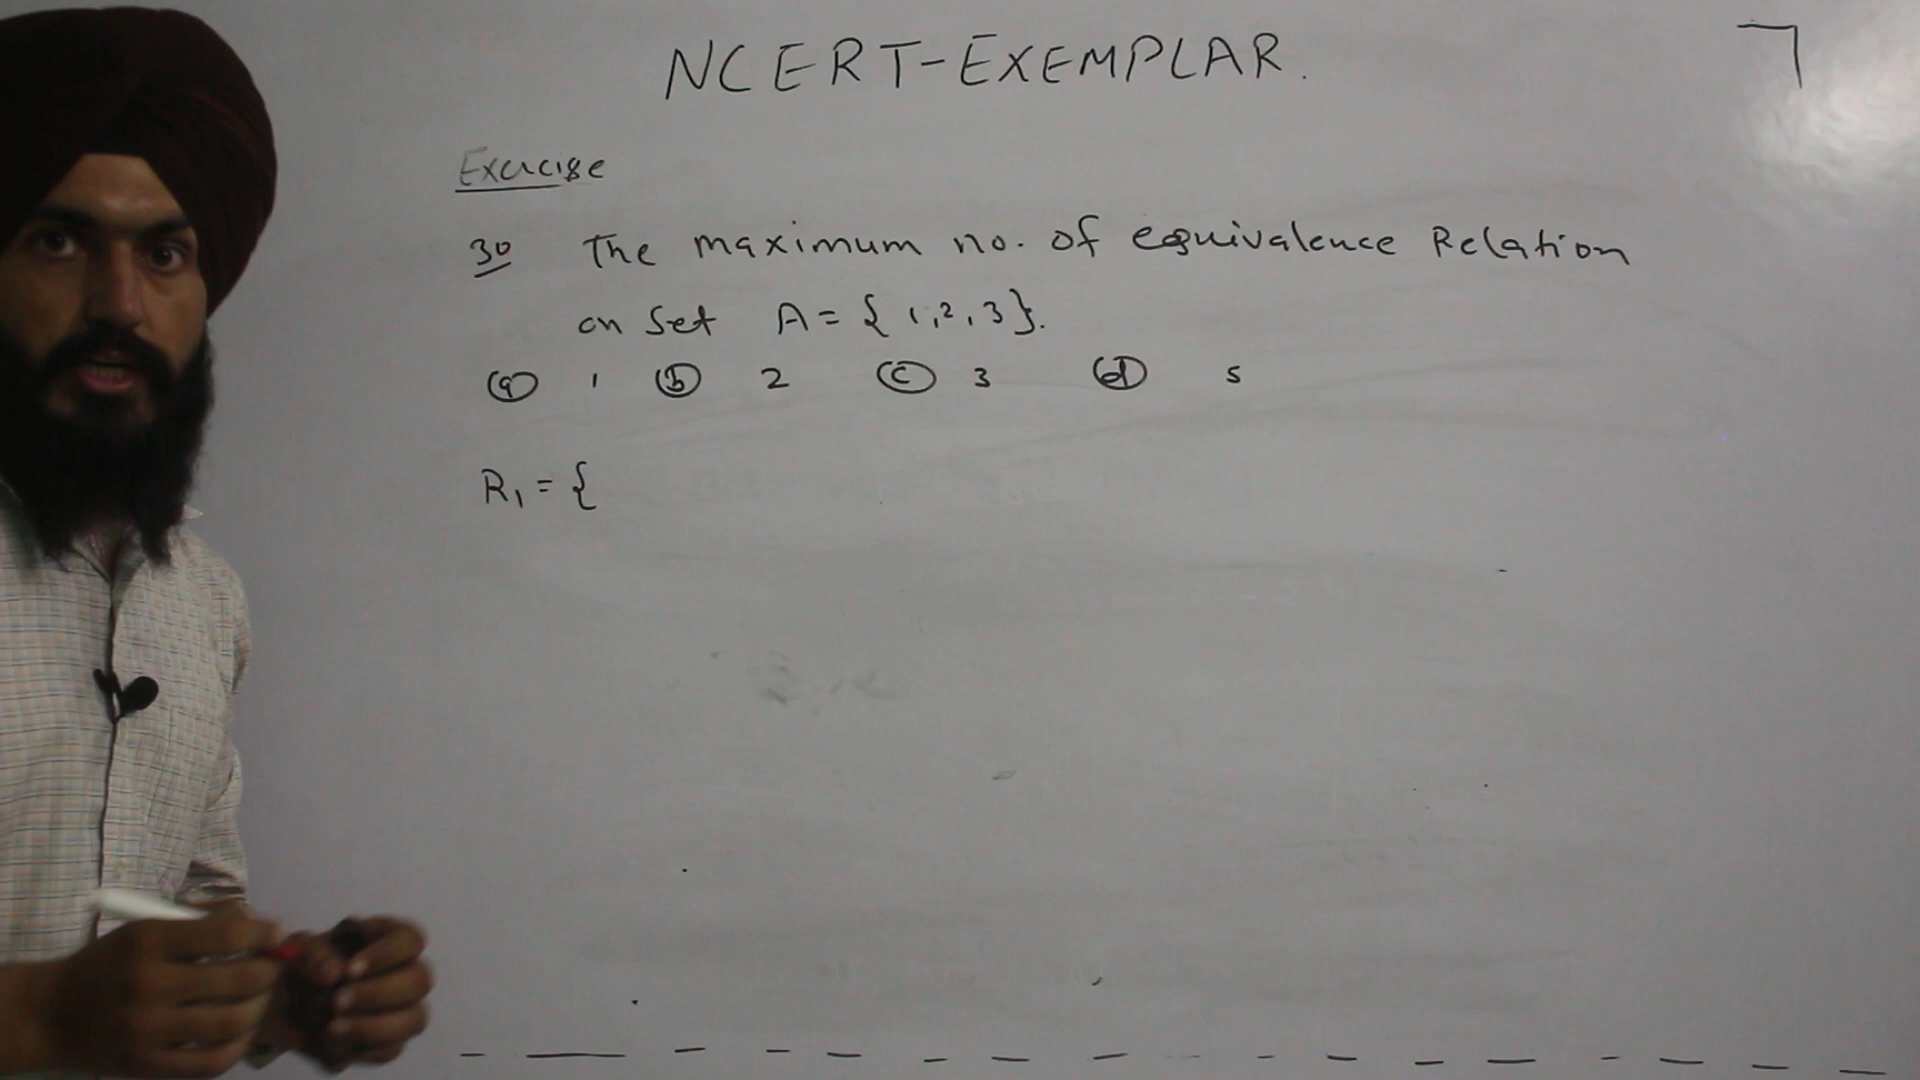 NCERT-EXEMPLAR.
Exercise
30 The maximum no. of equivalence Relation
on Set A = { 1, 2, 3 }.
(a) 1 (b) 2 (c) 3 (d) 5
R₁ = {